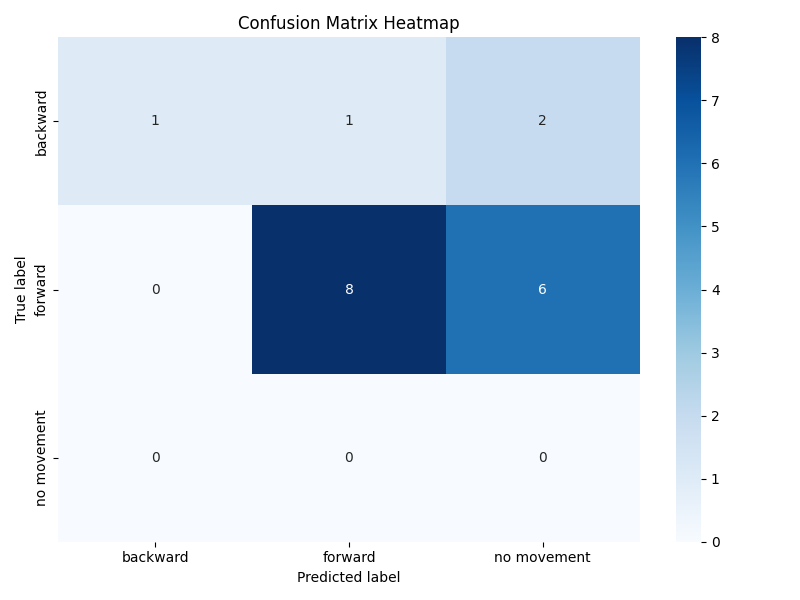 Confusion Matrix Heatmap
True label
backward
1 1 2
forward
0 8 6
no movement
0 0 0
backward forward no movement
Predicted label
8
7
6
5
4
3
2
1
0